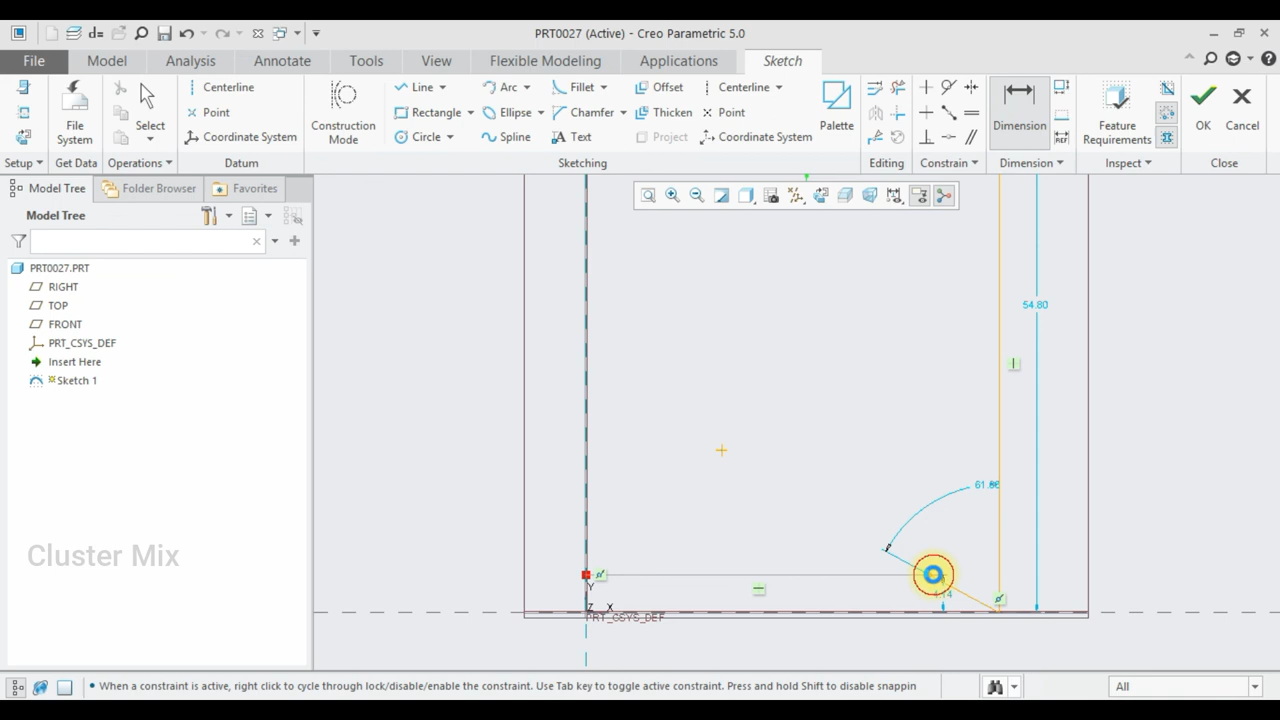 d=
PRT0027 (Active) - Creo Parametric 5.0
File Model Analysis Annotate Tools View Flexible Modeling Applications Sketch
File System
Select
Centerline
Point
Coordinate System
Construction Mode
Line Arc Fillet Offset Centerline
Rectangle Ellipse Chamfer Thicken Point
Circle Spline Text Project Coordinate System
Palette
Dimension
REF
Feature Requirements
OK
Cancel
Setup Get Data Operations Datum Sketching Editing Constrain Dimension Inspect Close
Model Tree Folder Browser Favorites
Model Tree
PRT0027.PRT
RIGHT
TOP
FRONT
PRT_CSYS_DEF
Insert Here
Sketch 1
Cluster Mix
54.80
Y
Z X
PRT_CSYS_DEF
• When a constraint is active, right click to cycle through lock/disable/enable the constraint. Use Tab key to toggle active constraint. Press and hold Shift to disable snappin
All